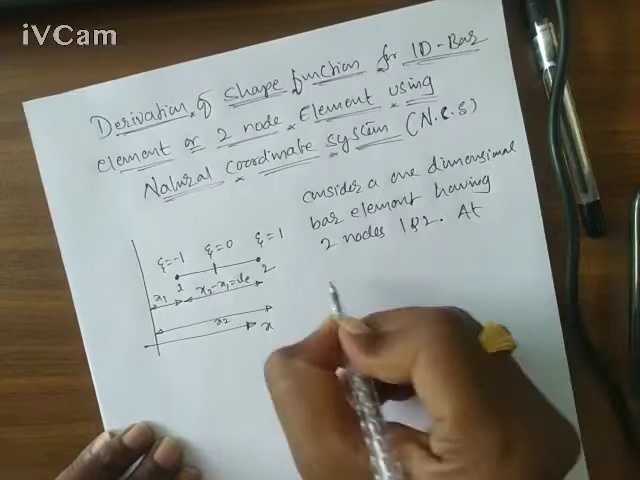 iVCam
Derivation of shape function for 1D-Bar
element or 2 node Element using
Natural coordinate system (N.C.S)
Consider a one dimensional
bar element having
2 nodes 1&2. At
ξ=-1 ξ=0 ξ=1
1 2
x1 x2-x1=le
x2
x